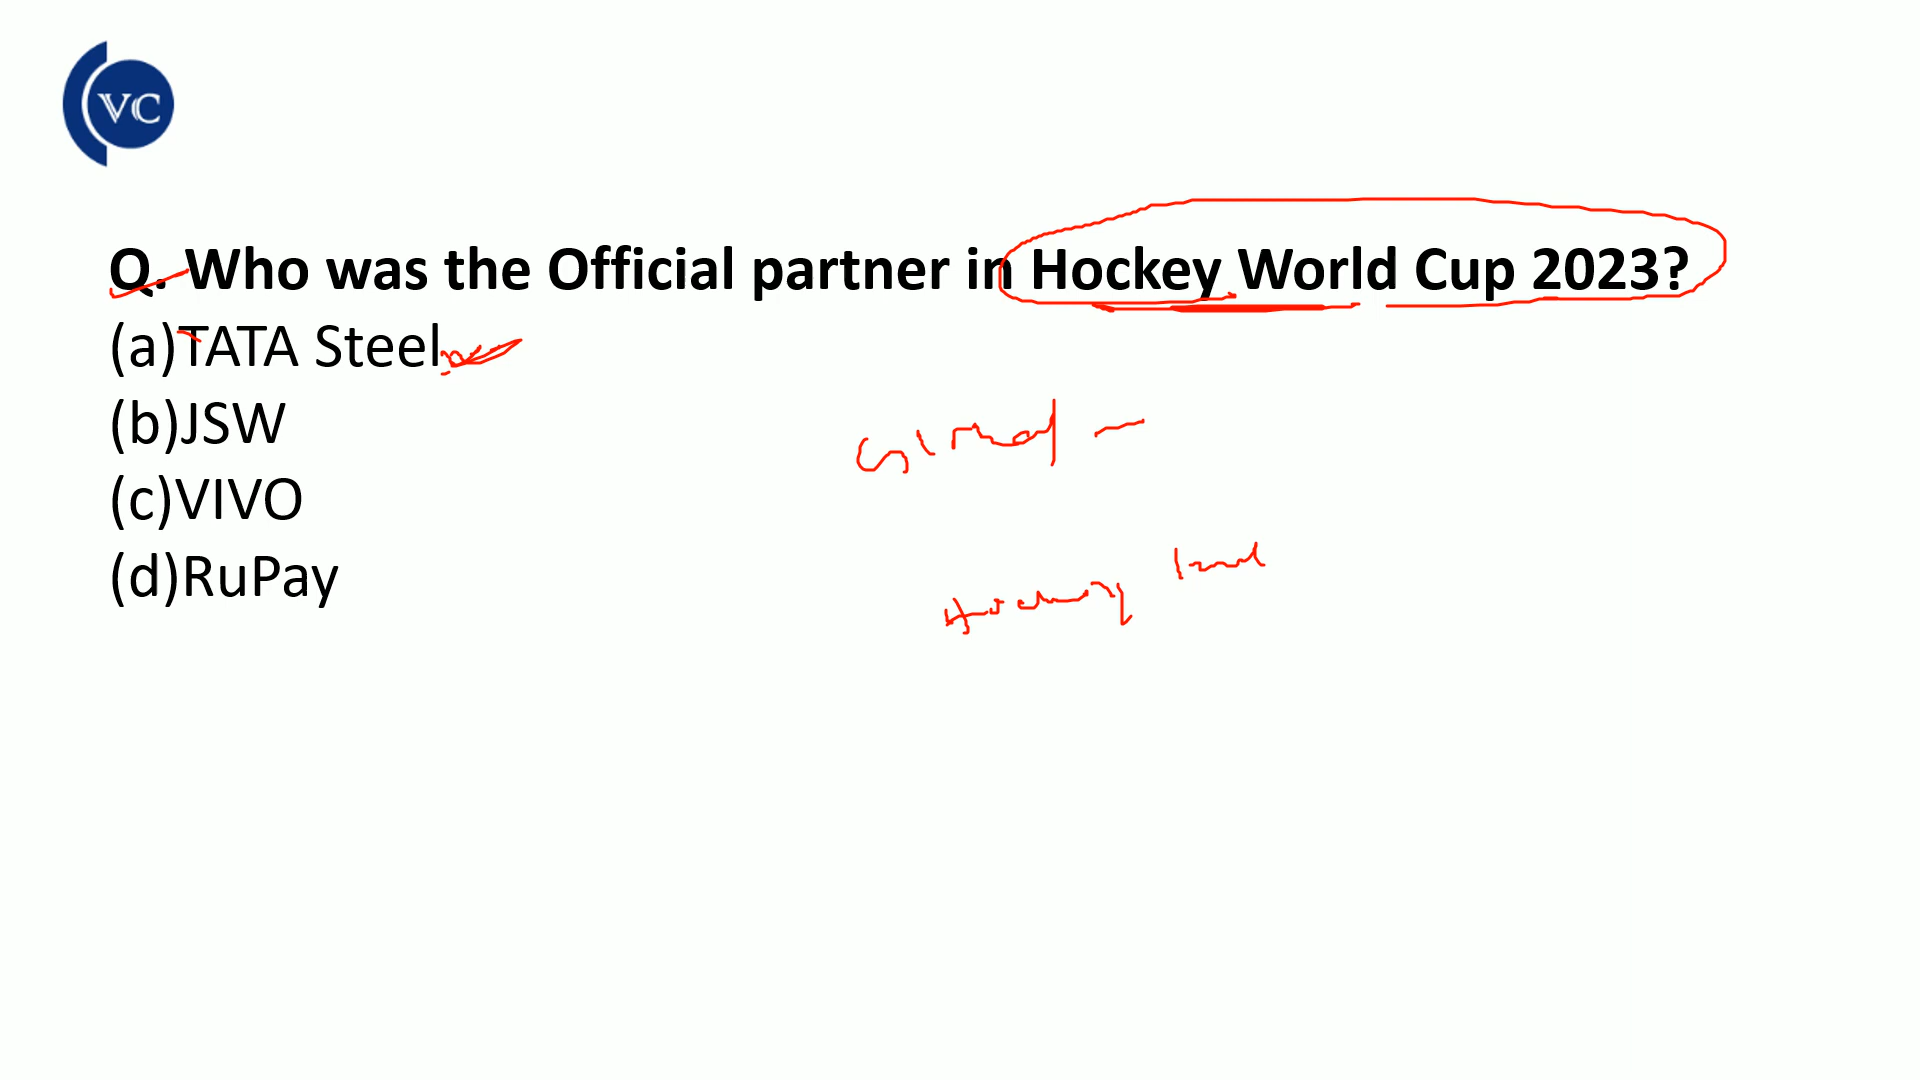 VC
Q. Who was the Official partner in Hockey World Cup 2023?
(a)TATA Steel
(b)JSW
(c)VIVO
(d)RuPay